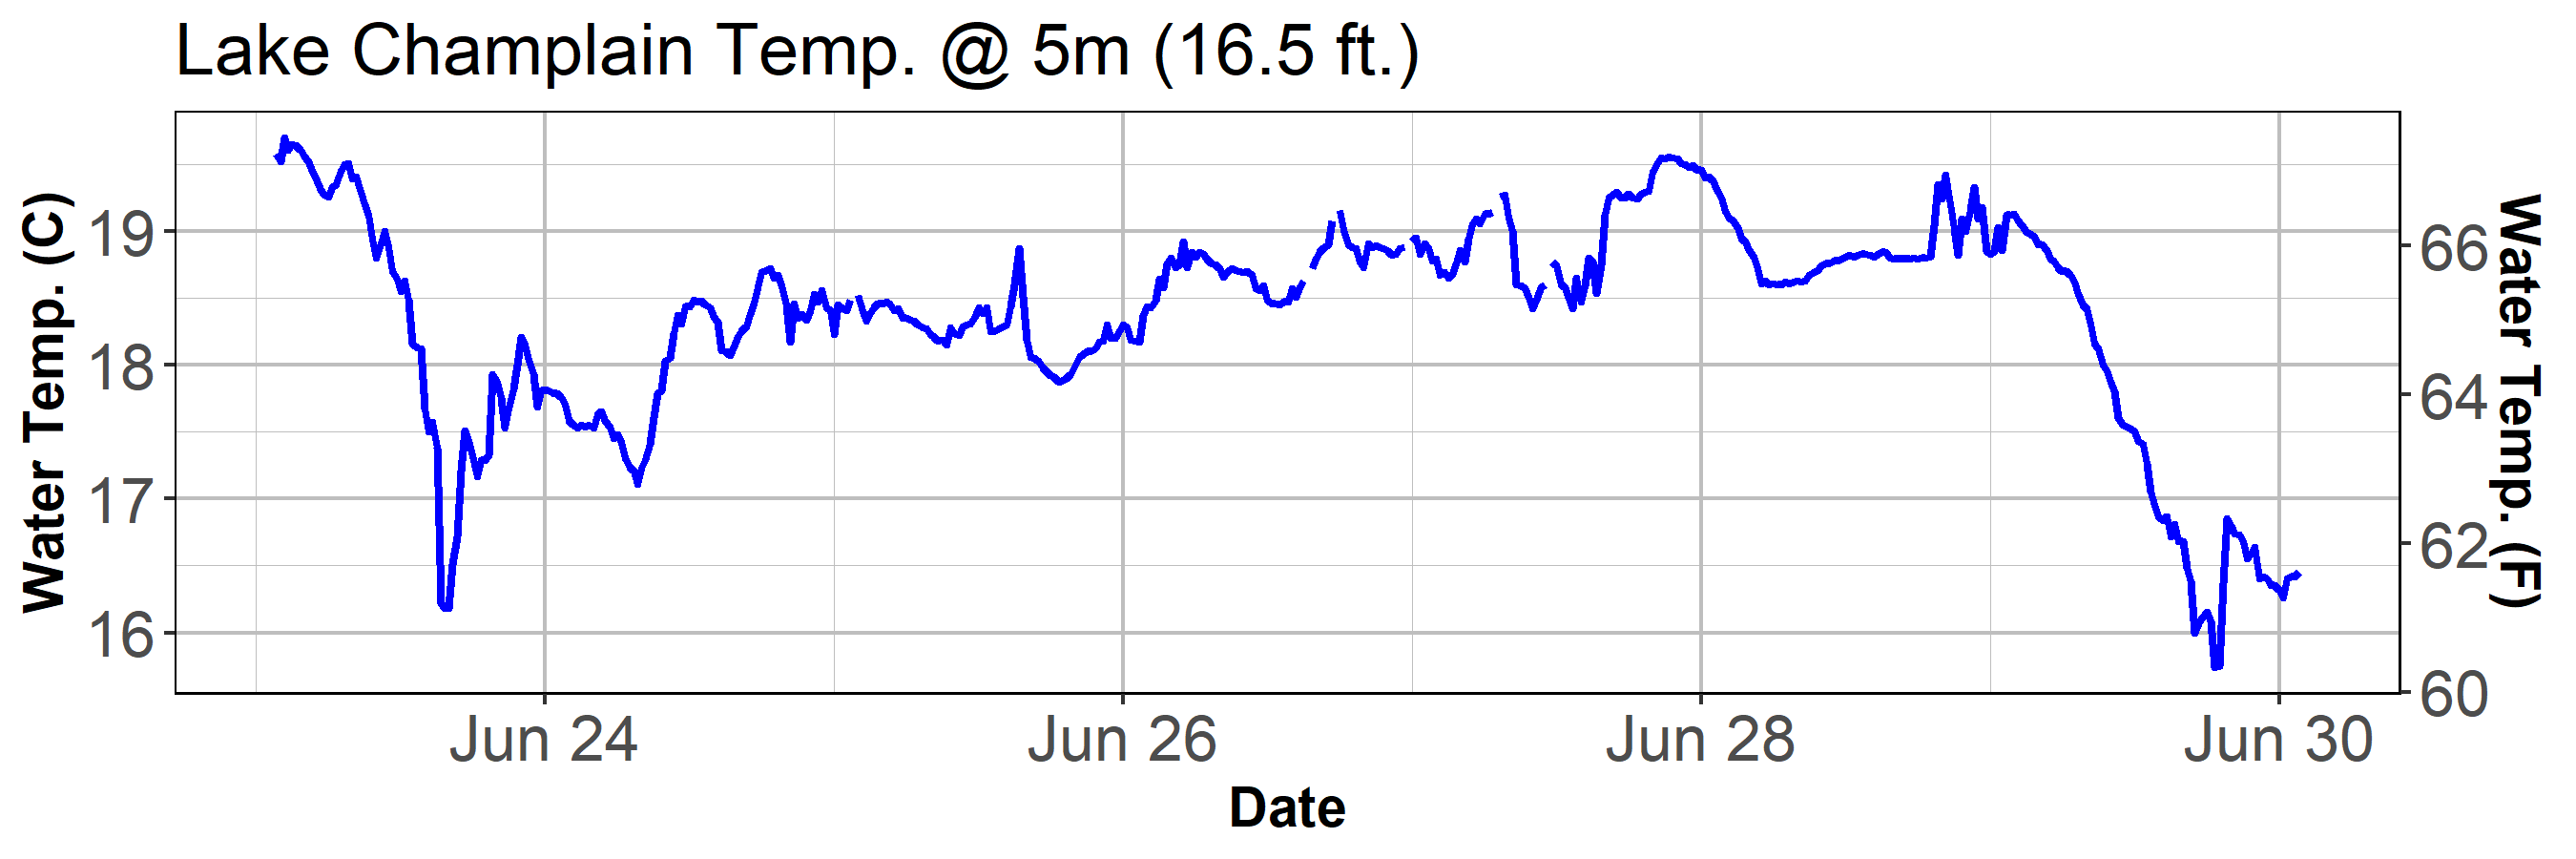 Lake Champlain Temp. @ 5m (16.5 ft.)
Water Temp. (C)
19
18
17
16
66
64
62
60
Water Temp. (F)
Jun 24
Jun 26
Jun 28
Jun 30
Date